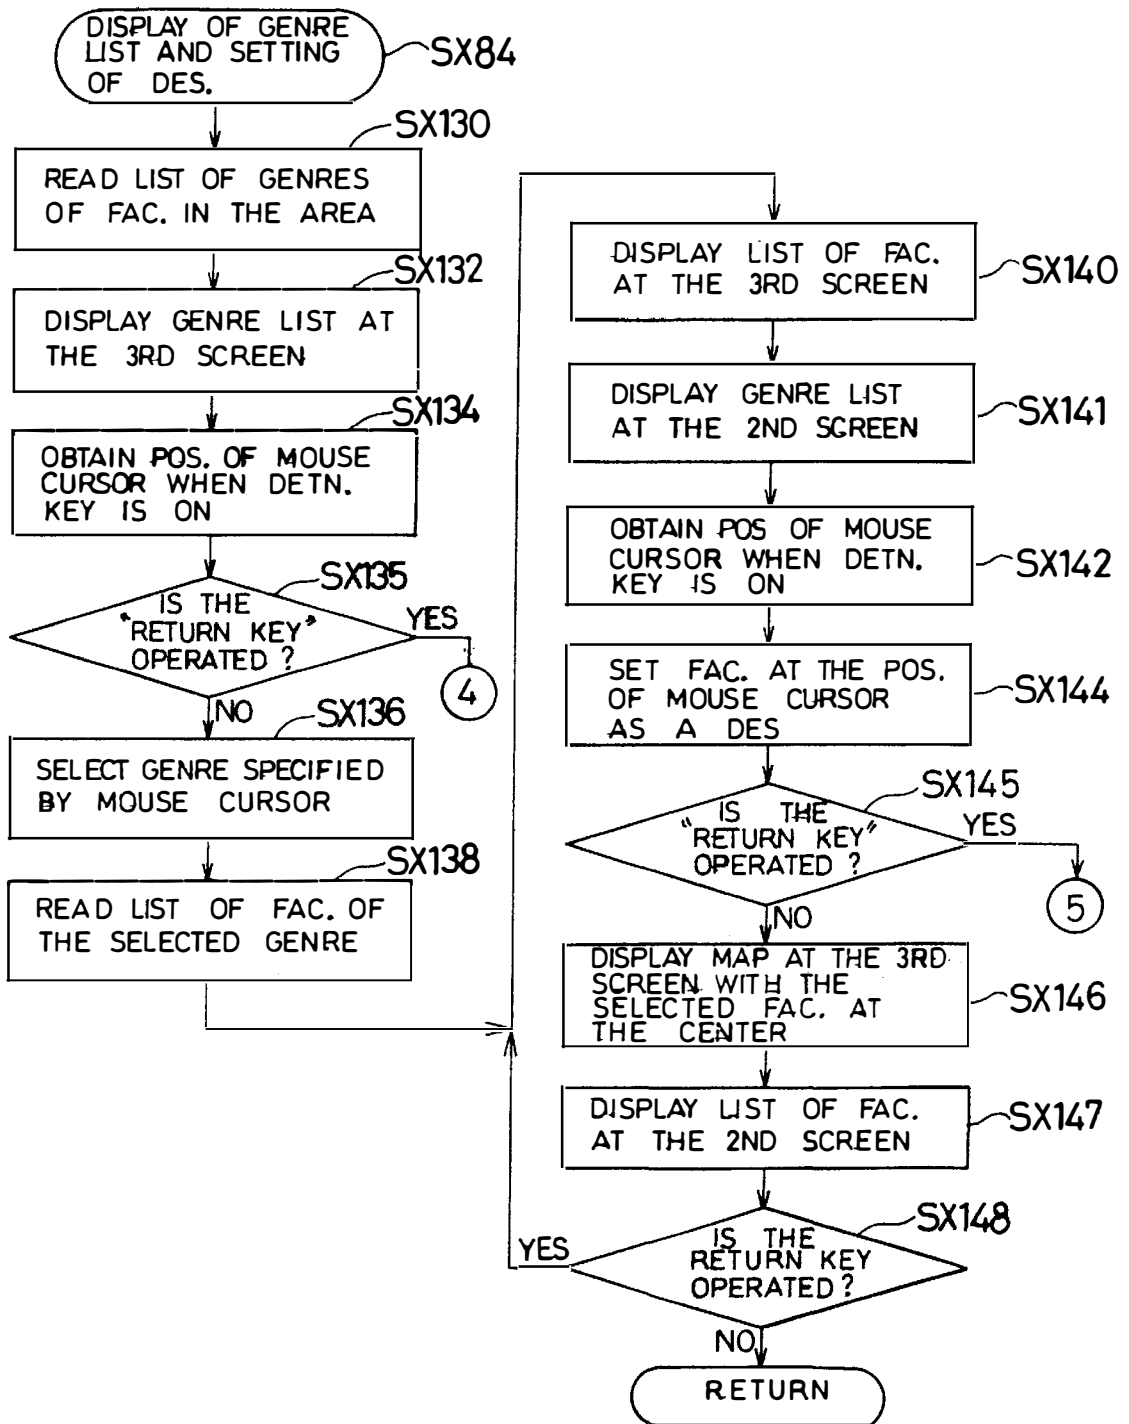 DISPLAY OF GENRE
LIST AND SETTING
OF DES.
SX84
SX130
READ LIST OF GENRES
OF FAC. IN THE AREA
SX132
DISPLAY GENRE LIST AT
THE 3RD SCREEN
SX134
OBTAIN POS. OF MOUSE
CURSOR WHEN DETN.
KEY IS ON
SX135
IS THE
"RETURN KEY"
OPERATED ?
YES
4
NO
SX136
SELECT GENRE SPECIFIED
BY MOUSE CURSOR
SX138
READ LIST OF FAC. OF
THE SELECTED GENRE
DISPLAY LIST OF FAC.
AT THE 3RD SCREEN
SX140
DISPLAY GENRE LIST
AT THE 2ND SCREEN
SX141
OBTAIN POS OF MOUSE
CURSOR WHEN DETN.
KEY IS ON
SX142
SET FAC. AT THE POS.
OF MOUSE CURSOR
AS A DES
SX144
SX145
IS THE
"RETURN KEY"
OPERATED ?
YES
5
NO
DISPLAY MAP AT THE 3RD
SCREEN WITH THE
SELECTED FAC. AT
THE CENTER
SX146
DISPLAY LIST OF FAC.
AT THE 2ND SCREEN
SX147
SX148
IS THE
RETURN KEY
OPERATED ?
YES
NO
RETURN